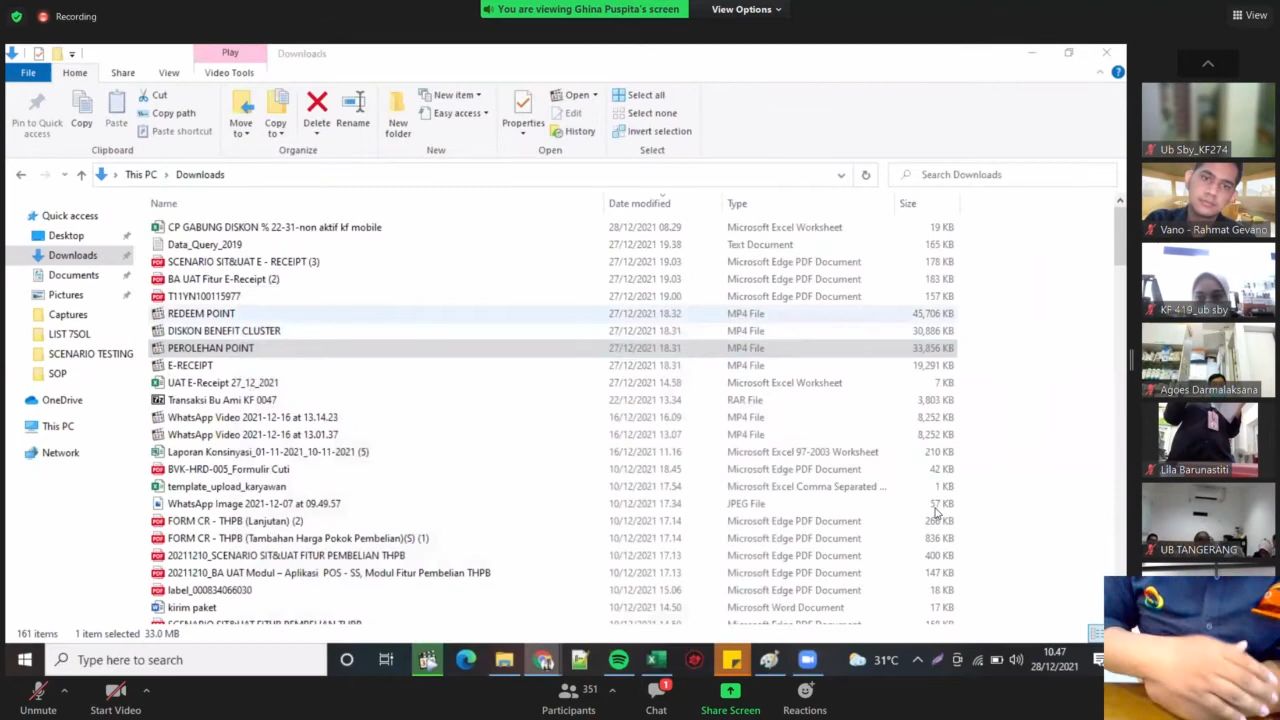 Recording
You are viewing Ghina Puspita's screen
View Options
View
Play
Downloads
File
Home
Share
View
Video Tools
Pin to Quick access
Copy
Paste
Cut
Copy path
Paste shortcut
Clipboard
Move to
Copy to
Delete
Rename
Organize
New folder
New item
Easy access
New
Properties
Open
Edit
History
Open
Select all
Select none
Invert selection
Select
This PC > Downloads
Search Downloads
Quick access
Desktop
Downloads
Documents
Pictures
Captures
LIST 7SOL
SCENARIO TESTING
SOP
OneDrive
This PC
Network
Name Date modified Type Size
CP GABUNG DISKON % 22-31-non aktif kf mobile 28/12/2021 08.29 Microsoft Excel Worksheet 19 KB
Data_Query_2019 27/12/2021 19.38 Text Document 165 KB
SCENARIO SIT&UAT E - RECEIPT (3) 27/12/2021 19.03 Microsoft Edge PDF Document 178 KB
BA UAT Fitur E-Receipt (2) 27/12/2021 19.03 Microsoft Edge PDF Document 183 KB
T11YN100115977 27/12/2021 19.00 Microsoft Edge PDF Document 157 KB
REDEEM POINT 27/12/2021 18.32 MP4 File 45,706 KB
DISKON BENEFIT CLUSTER 27/12/2021 18.31 MP4 File 30,886 KB
PEROLEHAN POINT 27/12/2021 18.31 MP4 File 33,856 KB
E-RECEIPT 27/12/2021 18.31 MP4 File 19,291 KB
UAT E-Receipt 27_12_2021 27/12/2021 14.58 Microsoft Excel Worksheet 7 KB
Transaksi Bu Ami KF 0047 22/12/2021 13.34 RAR File 3,803 KB
WhatsApp Video 2021-12-16 at 13.14.23 16/12/2021 16.09 MP4 File 8,252 KB
WhatsApp Video 2021-12-16 at 13.01.37 16/12/2021 13.07 MP4 File 8,252 KB
Laporan Konsinyasi_01-11-2021_10-11-2021 (5) 16/12/2021 11.16 Microsoft Excel 97-2003 Worksheet 210 KB
BVK-HRD-005_Formulir Cuti 10/12/2021 18.45 Microsoft Edge PDF Document 42 KB
template_upload_karyawan 10/12/2021 17.54 Microsoft Excel Comma Separated ... 1 KB
WhatsApp Image 2021-12-07 at 09.49.57 10/12/2021 17.34 JPEG File 57 KB
FORM CR - THPB (Lanjutan) (2) 10/12/2021 17.14 Microsoft Edge PDF Document KB
FORM CR - THPB (Tambahan Harga Pokok Pembelian)(S) (1) 10/12/2021 17.14 Microsoft Edge PDF Document 836 KB
20211210_SCENARIO SIT&UAT FITUR PEMBELIAN THPB 10/12/2021 17.13 Microsoft Edge PDF Document 400 KB
20211210_BA UAT Modul – Aplikasi POS - SS, Modul Fitur Pembelian THPB 10/12/2021 17.13 Microsoft Edge PDF Document 147 KB
label_000834066030 10/12/2021 15.06 Microsoft Edge PDF Document 18 KB
kirim paket 10/12/2021 14.50 Microsoft Word Document 17 KB
161 items 1 item selected 33.0 MB
Type here to search
31°C
10.47
28/12/2021
Ub Sby_KF274
Vano - Rahmat Gevano
KF 419_ub sby
Agoes Darmalaksana
Lilla Barunastiti
UB TANGERANG
Unmute
Start Video
351
Participants
1
Chat
Share Screen
Reactions